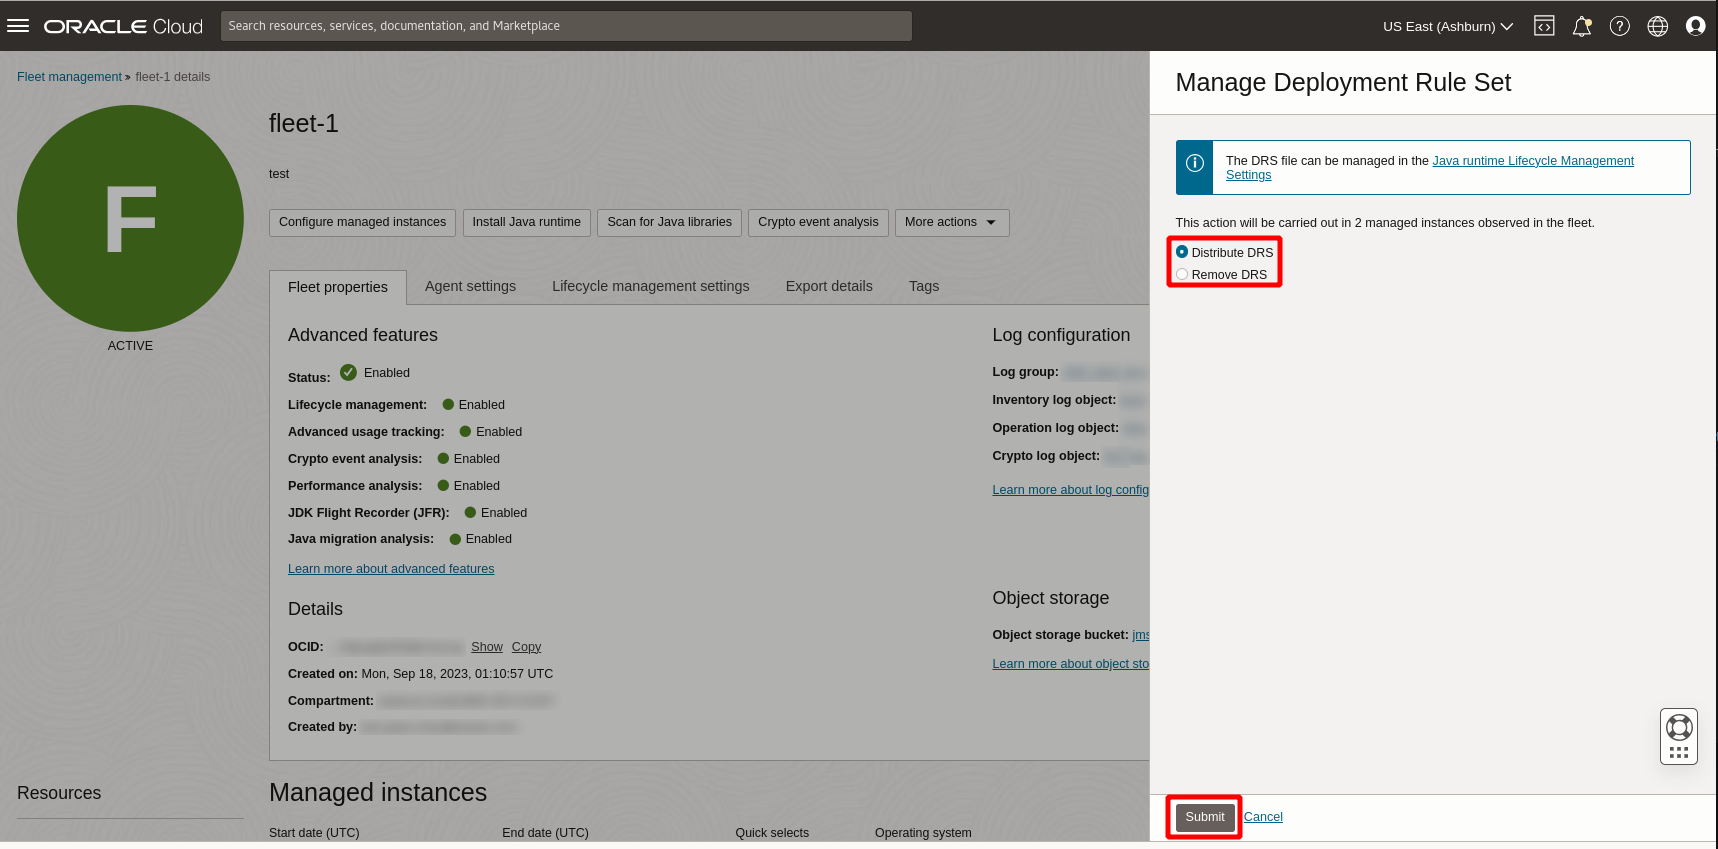 ORACLE Cloud
Search resources, services, documentation, and Marketplace
US East (Ashburn)
Fleet management » fleet-1 details
F
ACTIVE
fleet-1
test
Configure managed instances
Install Java runtime
Scan for Java libraries
Crypto event analysis
More actions
Fleet properties
Agent settings
Lifecycle management settings
Export details
Tags
Advanced features
Status: Enabled
Lifecycle management: Enabled
Advanced usage tracking: Enabled
Crypto event analysis: Enabled
Performance analysis: Enabled
JDK Flight Recorder (JFR): Enabled
Java migration analysis: Enabled
Learn more about advanced features
Details
OCID: Show Copy
Created on: Mon, Sep 18, 2023, 01:10:57 UTC
Compartment:
Created by:
Log configuration
Log group:
Inventory log object:
Operation log object:
Crypto log object:
Learn more about log config
Object storage
Object storage bucket: jms
Learn more about object sto
Resources
Managed instances
Start date (UTC)
End date (UTC)
Quick selects
Operating system
Manage Deployment Rule Set
The DRS file can be managed in the Java runtime Lifecycle Management
Settings
This action will be carried out in 2 managed instances observed in the fleet.
Distribute DRS
Remove DRS
Submit
Cancel